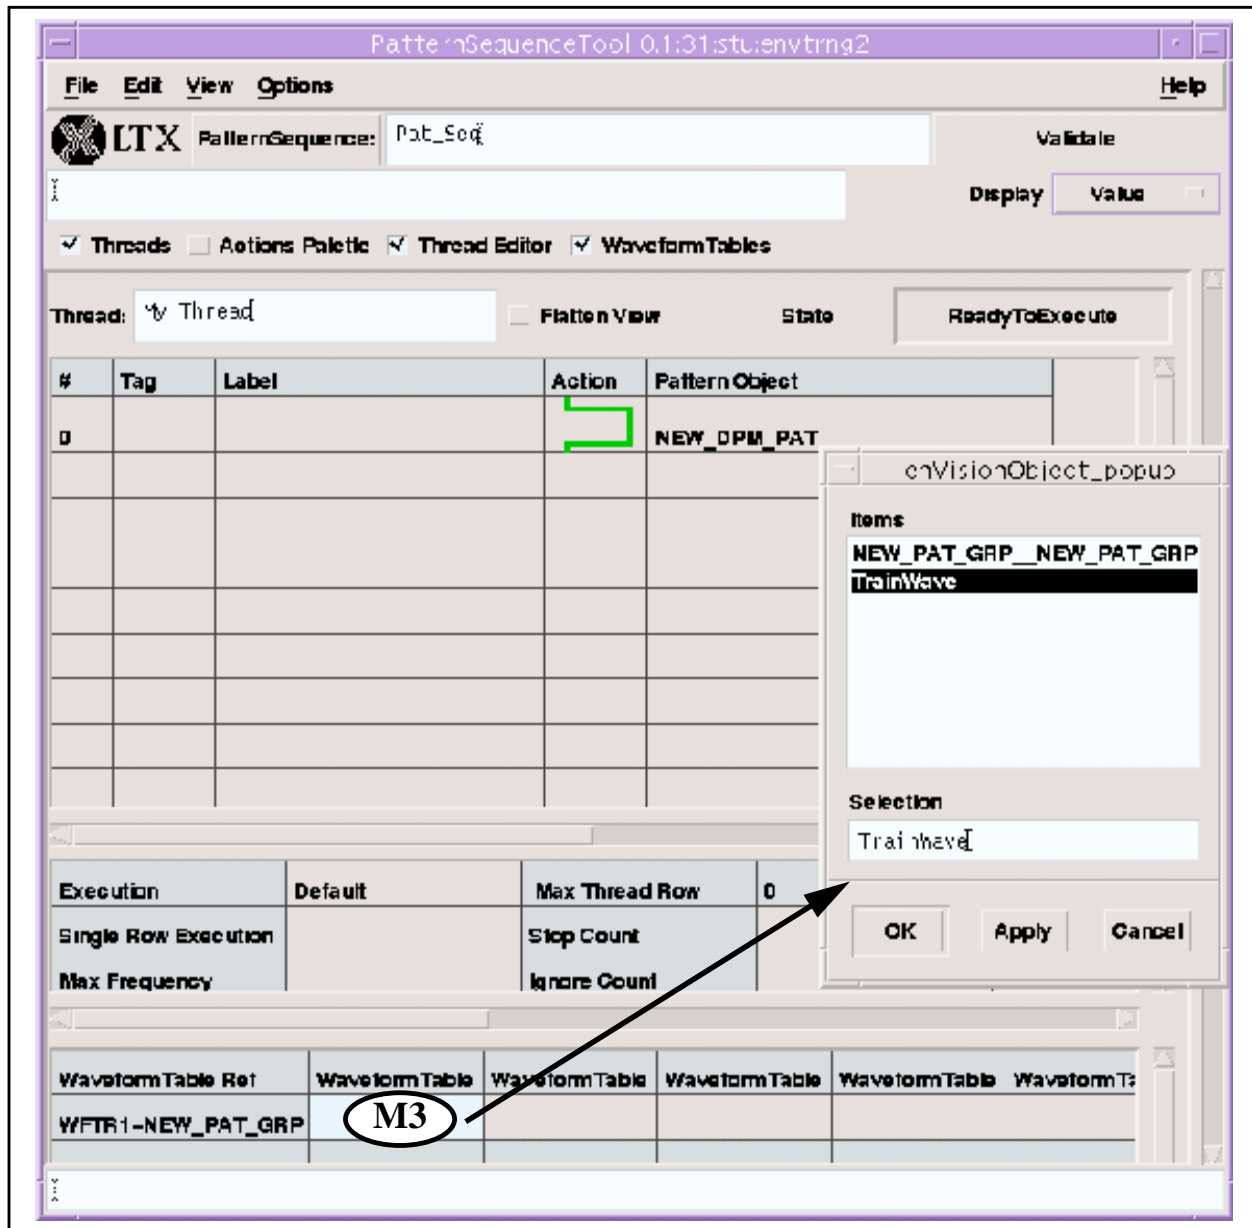 PatternSequenceTool 0.1:31:stu:envtrng2
File Edit View Options Help
LTX PatternSequence: Pat_Seq Validate
Display Value
Threads Actions Palette Thread Editor WaveformTables
Thread: My Thread Flatten View State ReadyToExecute
# Tag Label Action Pattern Object
0 NEW_DPM_PAT
enVisionObject_popup
Items
NEW_PAT_GRP__NEW_PAT_GRP
TrainWave
Selection
TrainWave
OK Apply Cancel
Execution Default Max Thread Row 0
Single Row Execution Stop Count
Max Frequency Ignore Count
WaveformTable Ref WaveformTable WaveformTable WaveformTable WaveformTable WaveformTa
WFTR1-NEW_PAT_GRP M3